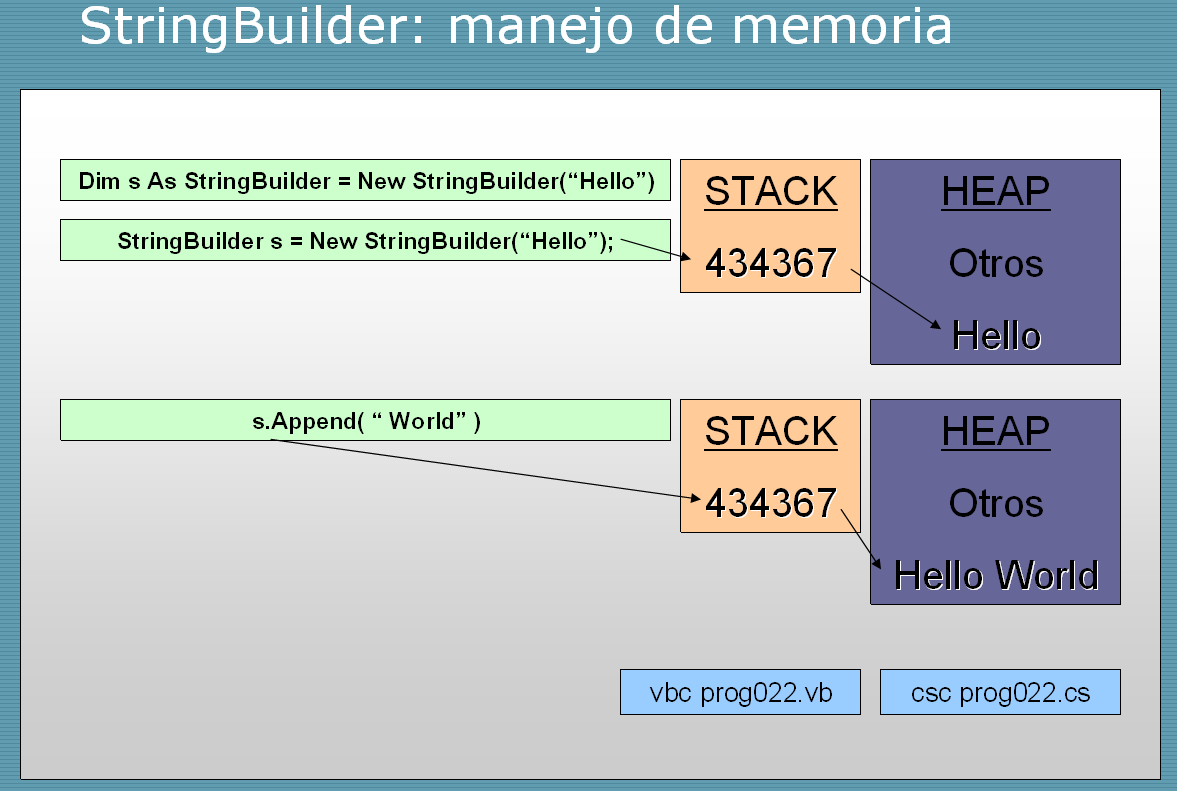 StringBuilder: manejo de memoria
Dim s As StringBuilder = New StringBuilder(“Hello”)
StringBuilder s = New StringBuilder(“Hello”);
STACK
434367
HEAP
Otros
Hello
s.Append( “ World” )
STACK
434367
HEAP
Otros
Hello World
vbc prog022.vb
csc prog022.cs